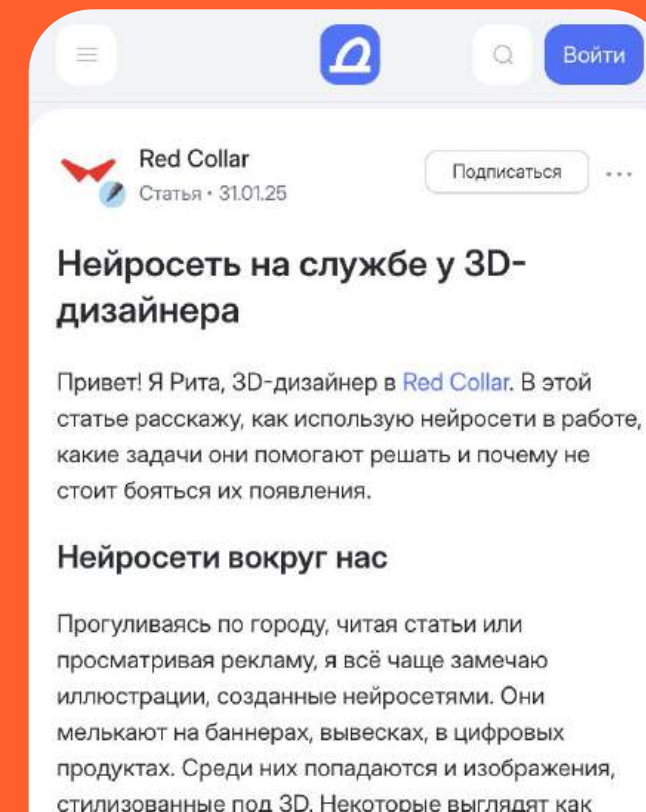 Войти
Red Collar
Подписаться
Статья • 31.01.25
Нейросеть на службе у 3D-
дизайнера
Привет! Я Рита, 3D-дизайнер в Red Collar. В этой
статье расскажу, как использую нейросети в работе,
какие задачи они помогают решать и почему не
стоит бояться их появления.
Нейросети вокруг нас
Прогуливаясь по городу, читая статьи или
просматривая рекламу, я всё чаще замечаю
иллюстрации, созданные нейросетями. Они
мелькают на баннерах, вывесках, в цифровых
продуктах. Среди них попадаются и изображения,
стилизованные под 3D. Некоторые выглядят как